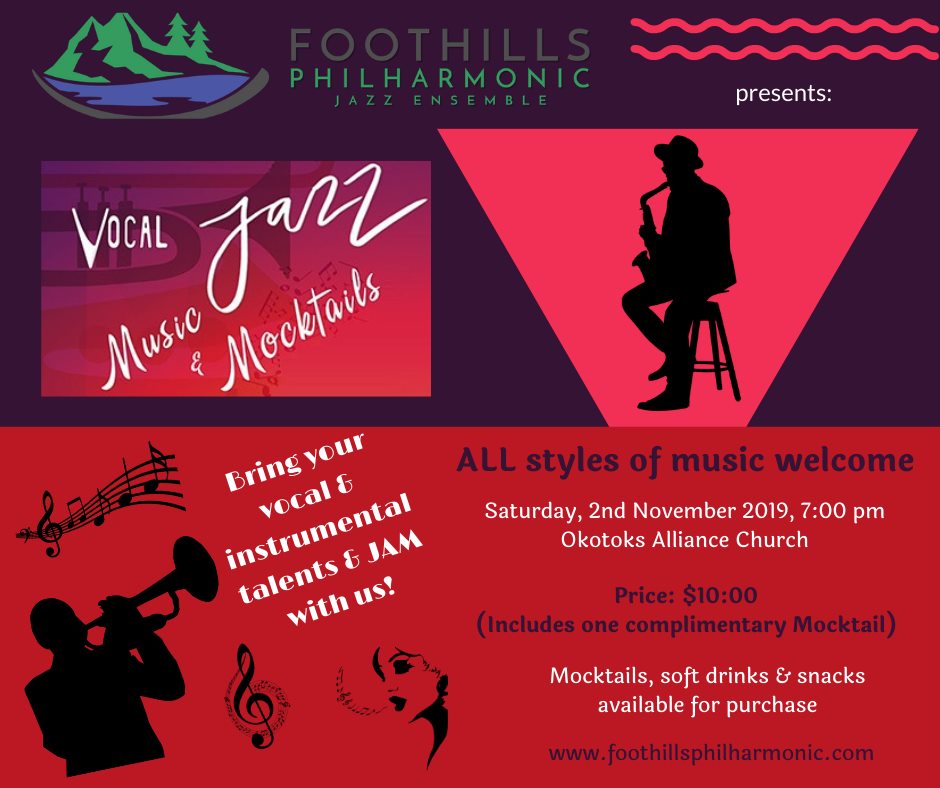 FOOTHILLS
PHILHARMONIC
JAZZ ENSEMBLE
presents:
VOCAL jazz
Music
& Mocktails
Bring your
vocal &
instrumental
talents & JAM
with us!
ALL styles of music welcome
Saturday, 2nd November 2019, 7:00 pm
Okotoks Alliance Church
Price: $10:00
(Includes one complimentary Mocktail)
Mocktails, soft drinks & snacks
available for purchase
www.foothillsphilharmonic.com